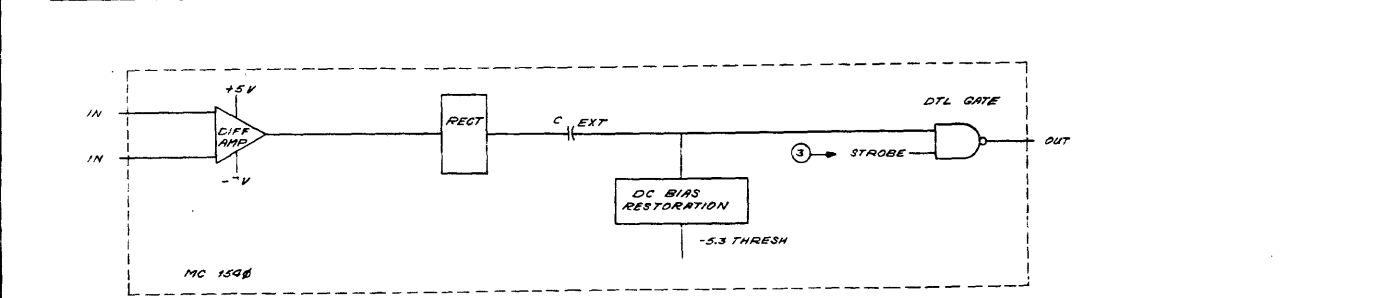 +5V
IN
DIFF
AMP
IN
RECT
C EXT
DC BIAS
RESTORATION
-5.3 THRESH
3
STROBE
DTL GATE
OUT
MC 1540